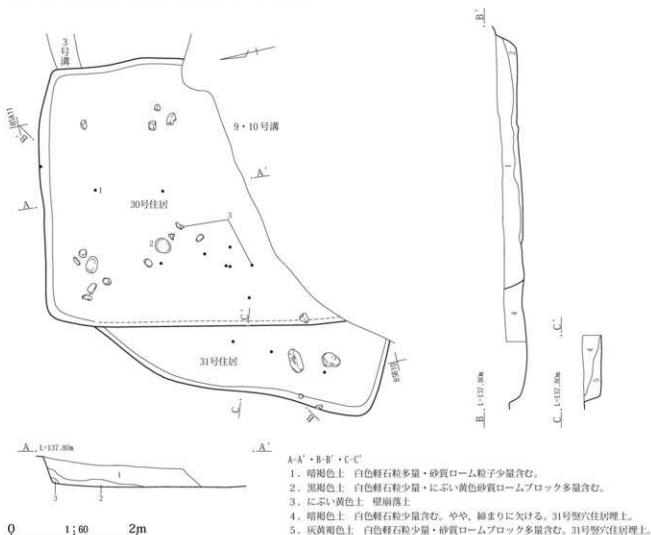 3号溝
9・10号溝
B'
A'
A
30号住居
1
2
3
C'
31号住居
C
B
B'
2
1
4
B L=137.80m
C'
4
5
C L=137.80m
A L=137.80m
A'
1
3
2
0 1:60 2m
A-A'・B-B'・C-C'
1. 暗褐色土 白色軽石粒多量・砂質ローム粒子少量含む。
2. 黒褐色土 白色軽石粒少量・にぶい黄色砂質ロームブロック多量含む。
3. にぶい黄色土 壁崩落土
4. 暗褐色土 白色軽石粒少量含む。やや、締まりに欠ける。31号竪穴住居埋土。
5. 灰黄褐色土 白色軽石粒少量・砂質ロームブロック多量含む。31号竪穴住居埋土。